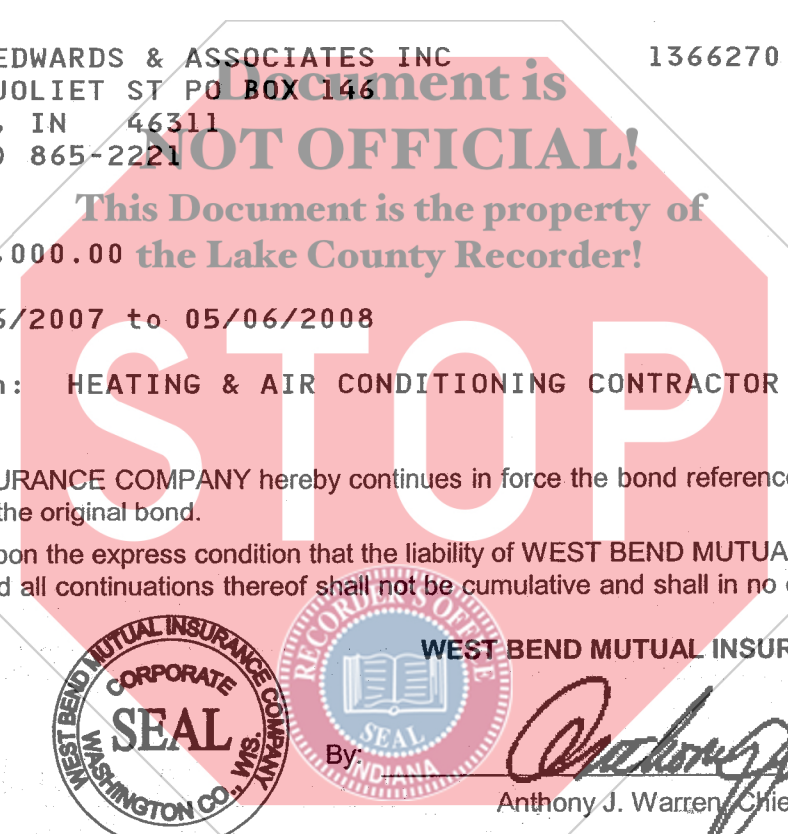 EDWARDS & ASSOCIATES INC 1366270
JOLIET ST PO BOX 146
, IN 46311
) 865-2221
Document is
NOT OFFICIAL!
This Document is the property of
the Lake County Recorder!
,000.00
6/2007 to 05/06/2008
n: HEATING & AIR CONDITIONING CONTRACTOR
STOP
URANCE COMPANY hereby continues in force the bond reference
the original bond.
pon the express condition that the liability of WEST BEND MUTUA
d all continuations thereof shall not be cumulative and shall in no
WEST BEND MUTUAL INSUR
WEST BEND MUTUAL INSURANCE COMPANY
CORPORATE
SEAL
WASHINGTON CO., WIS.
RECORDER'S OFFICE
SEAL
INDIANA
By:
Anthony J. Warren, Chie